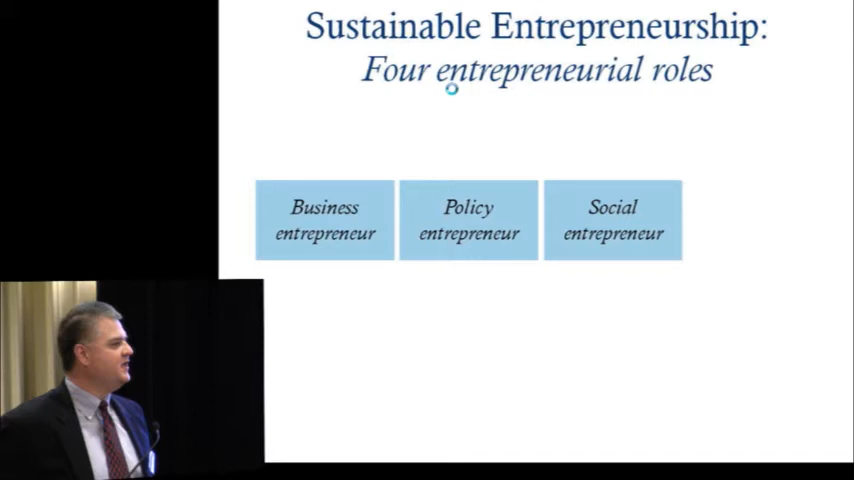 Sustainable Entrepreneurship:
Four entrepreneurial roles
Business
entrepreneur
Policy
entrepreneur
Social
entrepreneur